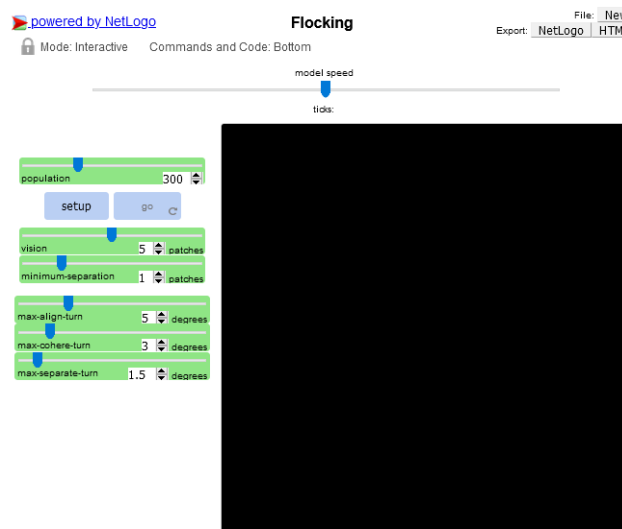 powered by NetLogo
Flocking
File: New
Export: NetLogo HTM
Mode: Interactive
Commands and Code: Bottom
model speed
ticks:
population 300
setup
go
vision 5 patches
minimum-separation 1 patches
max-align-turn 5 degrees
max-cohere-turn 3 degrees
max-separate-turn 1.5 degrees